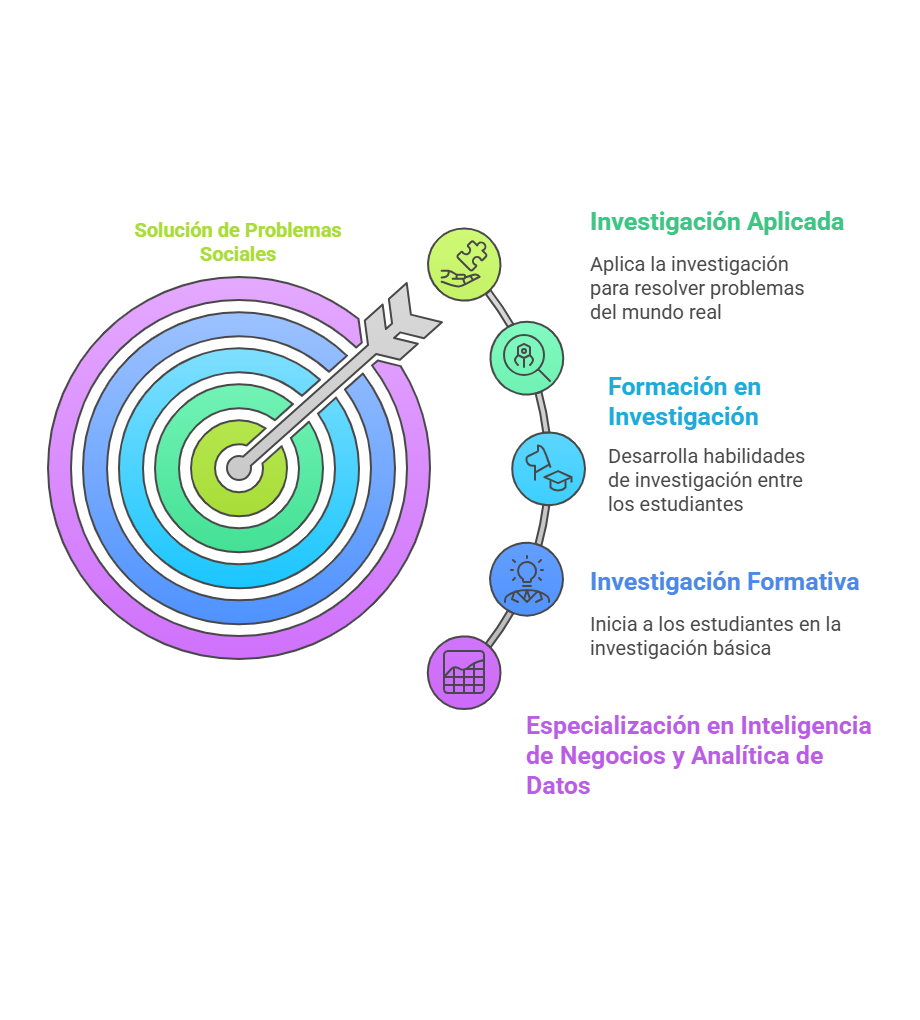 Solución de Problemas
Sociales
Investigación Aplicada
Aplica la investigación
para resolver problemas
del mundo real
Formación en
Investigación
Desarrolla habilidades
de investigación entre
los estudiantes
Investigación Formativa
Inicia a los estudiantes en la
investigación básica
Especialización en Inteligencia
de Negocios y Analítica de
Datos